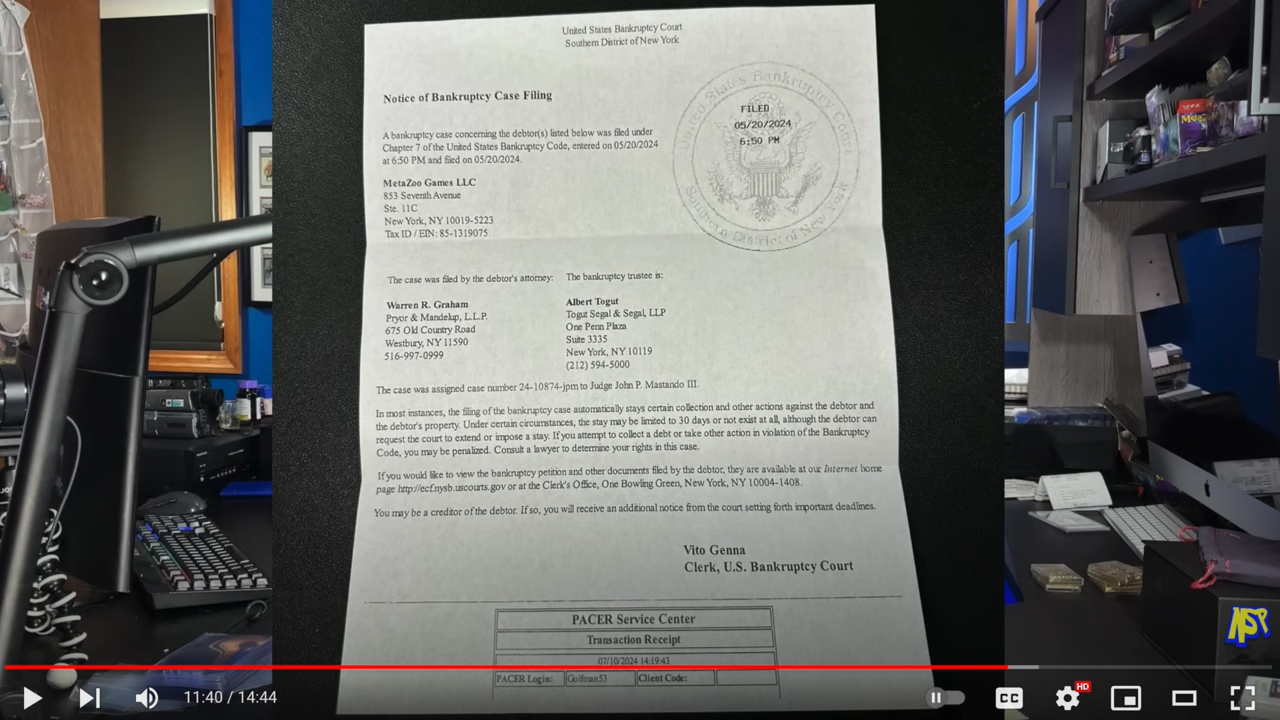 United States Bankruptcy Court
Southern District of New York
Notice of Bankruptcy Case Filing
United States Bankruptcy Court
FILED
05/20/2024
6:50 PM
Southern District of New York
A bankruptcy case concerning the debtor(s) listed below was filed under
Chapter 7 of the United States Bankruptcy Code, entered on 05/20/2024
at 6:50 PM and filed on 05/20/2024.
MetaZoo Games LLC
853 Seventh Avenue
Ste. 11C
New York, NY 10019-5223
Tax ID / EIN: 85-1319075
The case was filed by the debtor's attorney:
Warren R. Graham
Pryor & Mandelup, L.L.P.
675 Old Country Road
Westbury, NY 11590
516-997-0999
The bankruptcy trustee is:
Albert Togut
Togut Segal & Segal, LLP
One Penn Plaza
Suite 3335
New York, NY 10119
(212) 594-5000
The case was assigned case number 24-10874-jpm to Judge John P. Mastando III.
In most instances, the filing of the bankruptcy case automatically stays certain collection and other actions against the debtor and
the debtor's property. Under certain circumstances, the stay may be limited to 30 days or not exist at all, although the debtor can
request the court to extend or impose a stay. If you attempt to collect a debt or take other action in violation of the Bankruptcy
Code, you may be penalized. Consult a lawyer to determine your rights in this case.
If you would like to view the bankruptcy petition and other documents filed by the debtor, they are available at our Internet home
page http://ecf.nysb.uscourts.gov or at the Clerk's Office, One Bowling Green, New York, NY 10004-1408.
You may be a creditor of the debtor. If so, you will receive an additional notice from the court setting forth important deadlines.
Vito Genna
Clerk, U.S. Bankruptcy Court
PACER Service Center
Transaction Receipt
07/10/2024 14:19:43
PACER Login: Golfman53 Client Code:
NSP
11:40 / 14:44
CC
HD